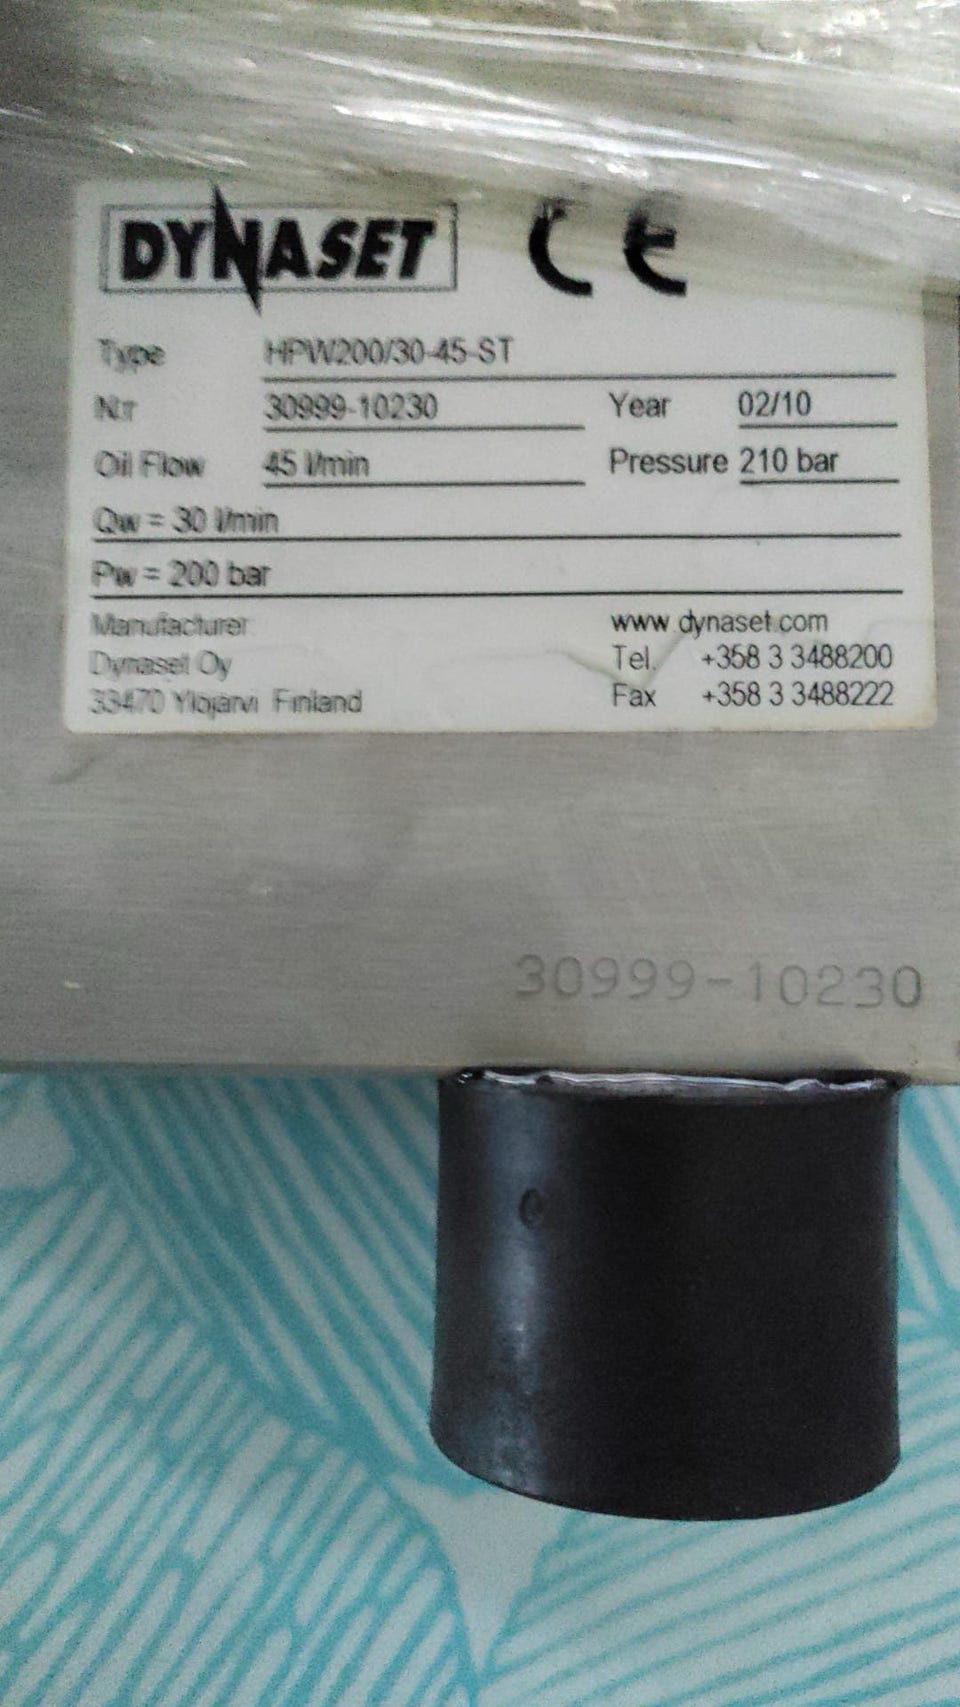 DYNASET CE
Type HPW200/30-45-ST
Nr 30999-10230 Year 02/10
Oil Flow 45 l/min Pressure 210 bar
Qw = 30 l/min
Pw = 200 bar
Manufacturer www.dynaset.com
Dynaset Oy Tel. +358 3 3488200
33470 Ylöjärvi Finland Fax +358 3 3488222
30999-10230